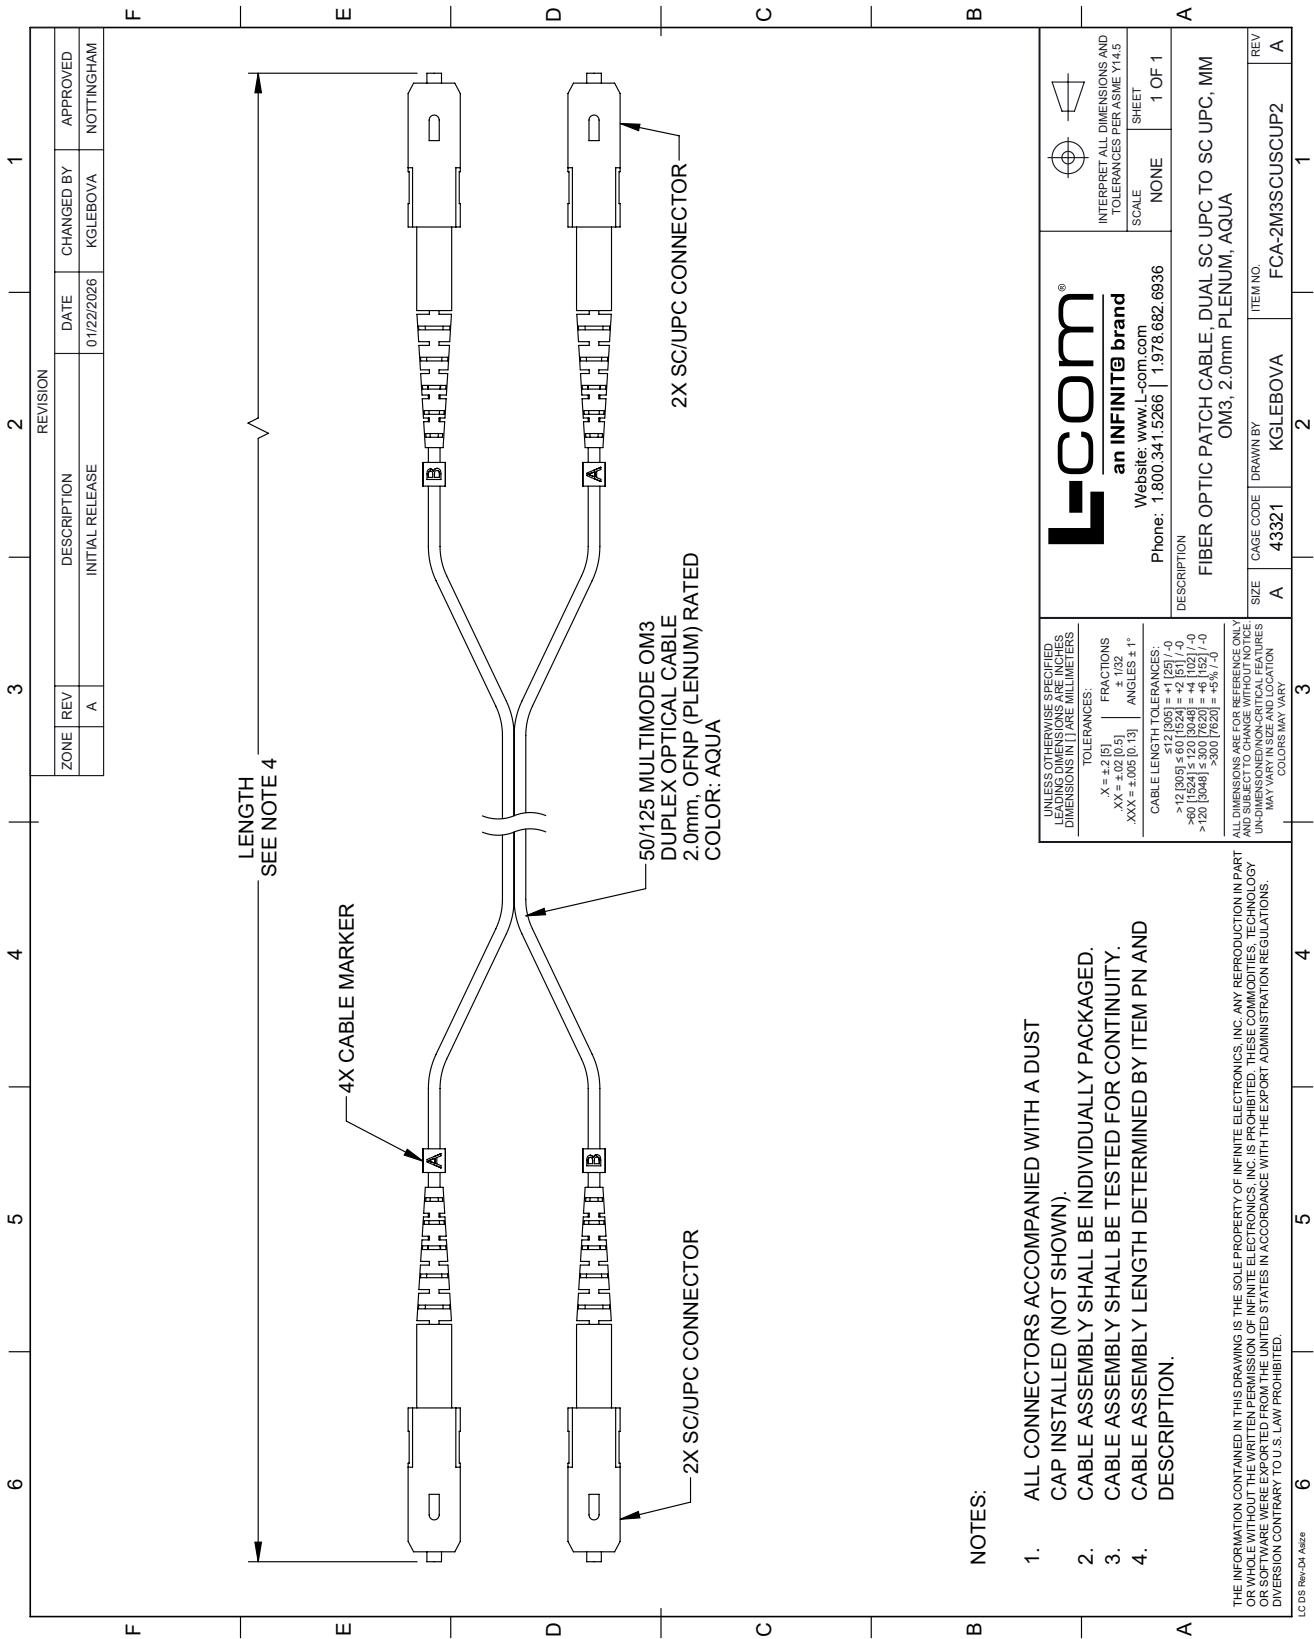 6
5
4
3
2
1
F
E
D
C
B
A
F
E
D
C
B
A
6
5
4
3
2
1
REVISION
ZONE REV DESCRIPTION DATE CHANGED BY APPROVED
A INITIAL RELEASE 01/22/2026 KGLEBOVA NOTTINGHAM
LENGTH
SEE NOTE 4
4X CABLE MARKER
A
B
B
A
2X SC/UPC CONNECTOR
50/125 MULTIMODE OM3
DUPLEX OPTICAL CABLE
2.0mm, OFNP (PLENUM) RATED
COLOR: AQUA
2X SC/UPC CONNECTOR
NOTES:
1. ALL CONNECTORS ACCOMPANIED WITH A DUST
CAP INSTALLED (NOT SHOWN).
2. CABLE ASSEMBLY SHALL BE INDIVIDUALLY PACKAGED.
3. CABLE ASSEMBLY SHALL BE TESTED FOR CONTINUITY.
4. CABLE ASSEMBLY LENGTH DETERMINED BY ITEM PN AND
DESCRIPTION.
THE INFORMATION CONTAINED IN THIS DRAWING IS THE SOLE PROPERTY OF INFINITE ELECTRONICS, INC. ANY REPRODUCTION IN PART
OR WHOLE WITHOUT THE WRITTEN PERMISSION OF INFINITE ELECTRONICS, INC. IS PROHIBITED. THESE COMMODITIES, TECHNOLOGY
OR SOFTWARE WERE EXPORTED FROM THE UNITED STATES IN ACCORDANCE WITH THE EXPORT ADMINISTRATION REGULATIONS.
DIVERSION CONTRARY TO U.S. LAW PROHIBITED.
LC DS Rev-D4 Asize
UNLESS OTHERWISE SPECIFIED
LEADING DIMENSIONS ARE INCHES
DIMENSIONS IN [ ] ARE MILLIMETERS
TOLERANCES:
.X = ±.2 [5] FRACTIONS
.XX = ±.02 [0.5] ± 1/32
.XXX = ±.005 [0.13] ANGLES ± 1°
CABLE LENGTH TOLERANCES:
≤12 [305] = +1 [25] / -0
>12 [305] ≤ 60 [1524] = +2 [51] / -0
>60 [1524] ≤ 120 [3048] = +4 [102] / -0
>120 [3048] ≤ 300 [7620] = +6 [152] / -0
>300 [7620] = +5% / -0
ALL DIMENSIONS ARE FOR REFERENCE ONLY
AND SUBJECT TO CHANGE WITHOUT NOTICE.
UN-DIMENSIONED/NON-CRITICAL FEATURES
MAY VARY IN SIZE AND LOCATION
COLORS MAY VARY
L-com®
an INFINITe brand
Website: www.L-com.com
Phone: 1.800.341.5266 | 1.978.682.6936
INTERPRET ALL DIMENSIONS AND
TOLERANCES PER ASME Y14.5
SCALE SHEET
NONE 1 OF 1
DESCRIPTION
FIBER OPTIC PATCH CABLE, DUAL SC UPC TO SC UPC, MM
OM3, 2.0mm PLENUM, AQUA
SIZE CAGE CODE DRAWN BY ITEM NO. REV
A 43321 KGLEBOVA FCA-2M3SCUSCUP2 A